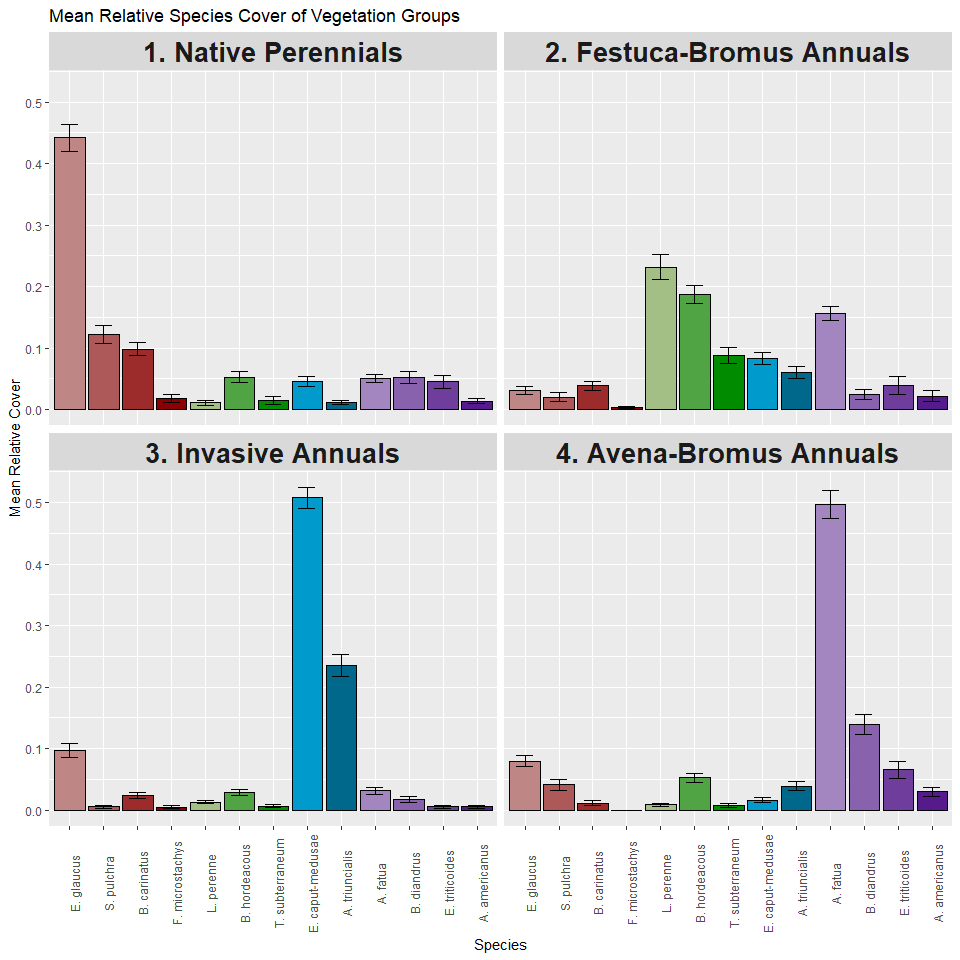 Mean Relative Species Cover of Vegetation Groups
1. Native Perennials
2. Festuca-Bromus Annuals
0.5
0.4
0.3
0.2
0.1
0.0
3. Invasive Annuals
4. Avena-Bromus Annuals
0.5
0.4
0.3
0.2
0.1
0.0
Mean Relative Cover
E. glaucus
S. pulchra
B. carinatus
F. microstachys
L. perenne
B. hordeacous
T. subterraneum
E. caput-medusae
A. triuncialis
A. fatua
B. diandrus
E. triticoides
A. americanus
E. glaucus
S. pulchra
B. carinatus
F. microstachys
L. perenne
B. hordeacous
T. subterraneum
E. caput-medusae
A. triuncialis
A. fatua
B. diandrus
E. triticoides
A. americanus
Species